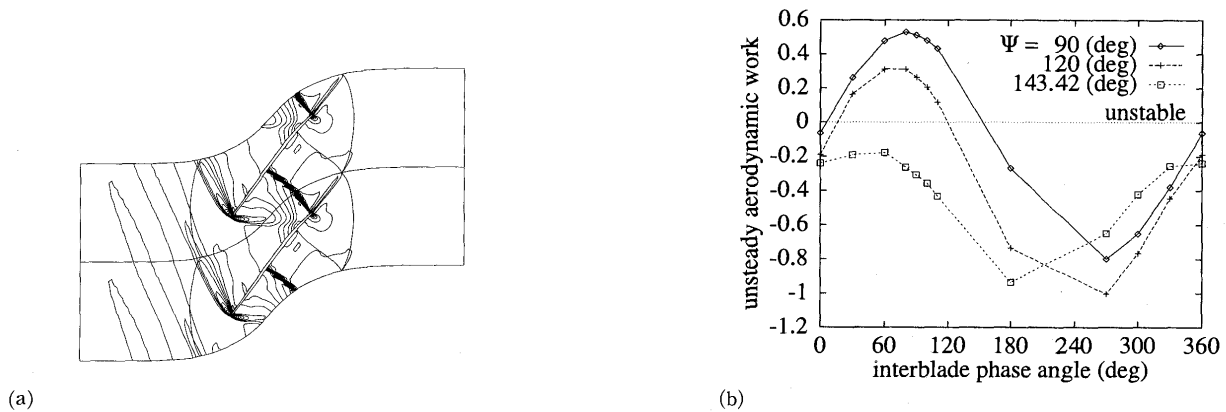 (a)
(b)
unsteady aerodynamic work
0.6
0.4
0.2
0
-0.2
-0.4
-0.6
-0.8
-1
-1.2
Ψ = 90 (deg)
120 (deg)
143.42 (deg)
unstable
0 60 120 180 240 300 360
interblade phase angle (deg)